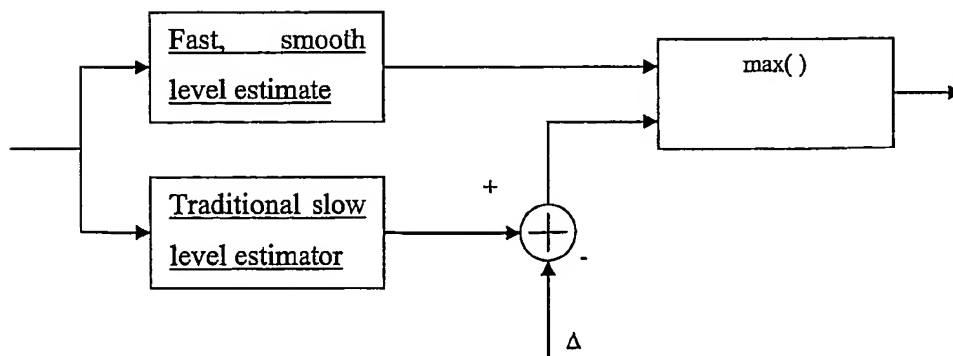 Fast, smooth
level estimate
max( )
+
Traditional slow
level estimator
-
Δ